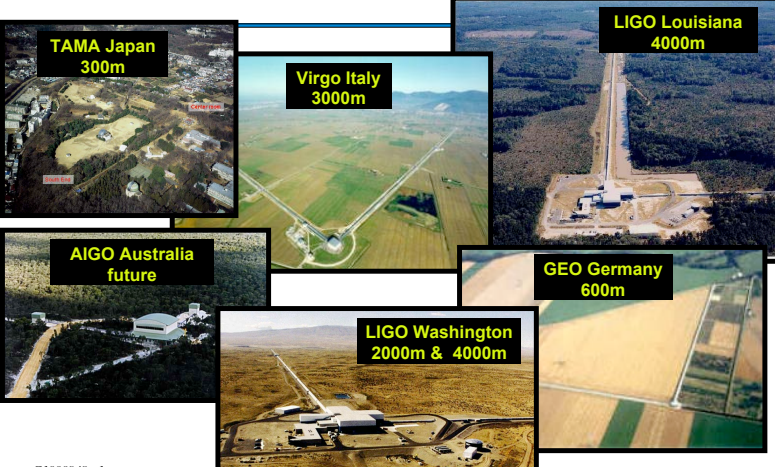 TAMA Japan
300m
Virgo Italy
3000m
LIGO Louisiana
4000m
AIGO Australia
future
GEO Germany
600m
LIGO Washington
2000m & 4000m